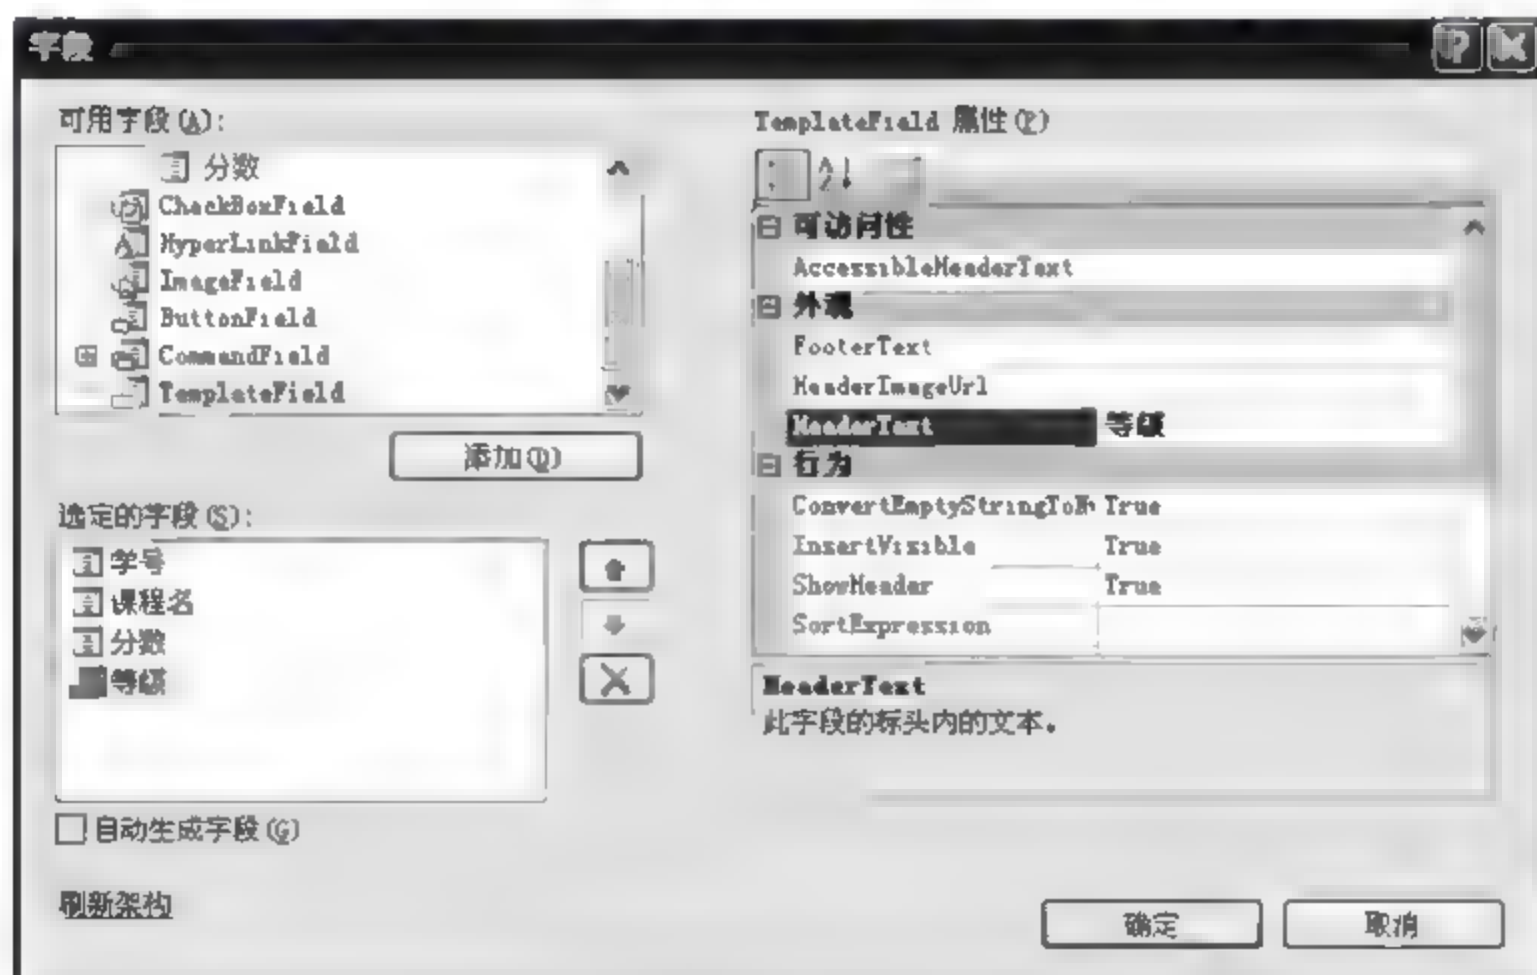 字段
可用字段(A):
分数
CheckBoxField
HyperLinkField
ImageField
ButtonField
CommandField
TemplateField
添加(D)
选定的字段(S):
学号
课程名
分数
等级
自动生成字段(G)
刷新架构
TemplateField 属性(P)
可访问性
AccessibleHeaderText
外观
FooterText
HeaderImageUrl
HeaderText 等级
行为
ConvertEmptyStringToN True
InsertVisible True
ShowHeader True
SortExpression
HeaderText
此字段的标头内的文本。
确定 取消